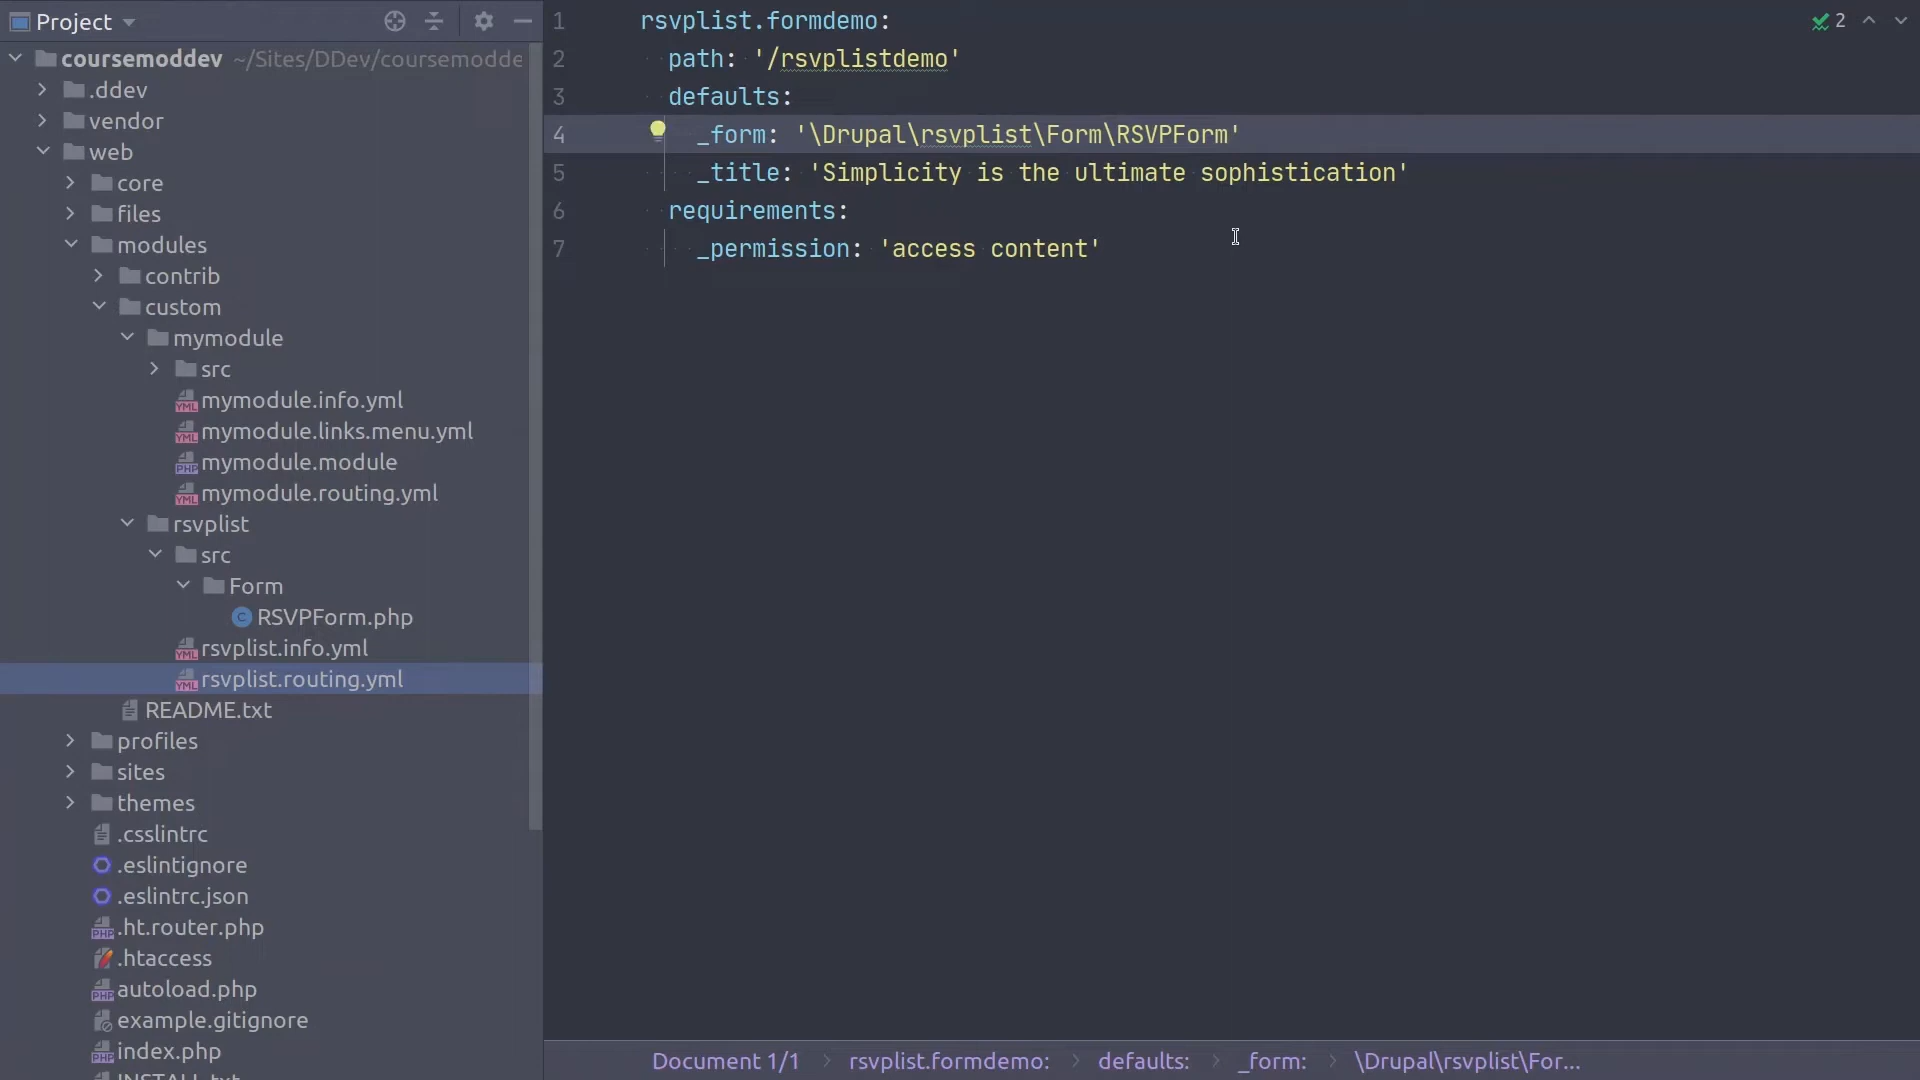 Project
coursemoddev ~/Sites/DDev/coursemodde
.ddev
vendor
web
core
files
modules
contrib
custom
mymodule
src
mymodule.info.yml
mymodule.links.menu.yml
mymodule.module
mymodule.routing.yml
rsvplist
src
Form
RSVPForm.php
rsvplist.info.yml
rsvplist.routing.yml
README.txt
profiles
sites
themes
.csslintrc
.eslintignore
.eslintrc.json
.ht.router.php
.htaccess
autoload.php
example.gitignore
index.php
INSTALL.txt
1 rsvplist.formdemo:
2 path: '/rsvplistdemo'
3 defaults:
4 _form: '\Drupal\rsvplist\Form\RSVPForm'
5 _title: 'Simplicity is the ultimate sophistication'
6 requirements:
7 _permission: 'access content'
2
Document 1/1 rsvplist.formdemo: defaults: _form: \Drupal\rsvplist\For...